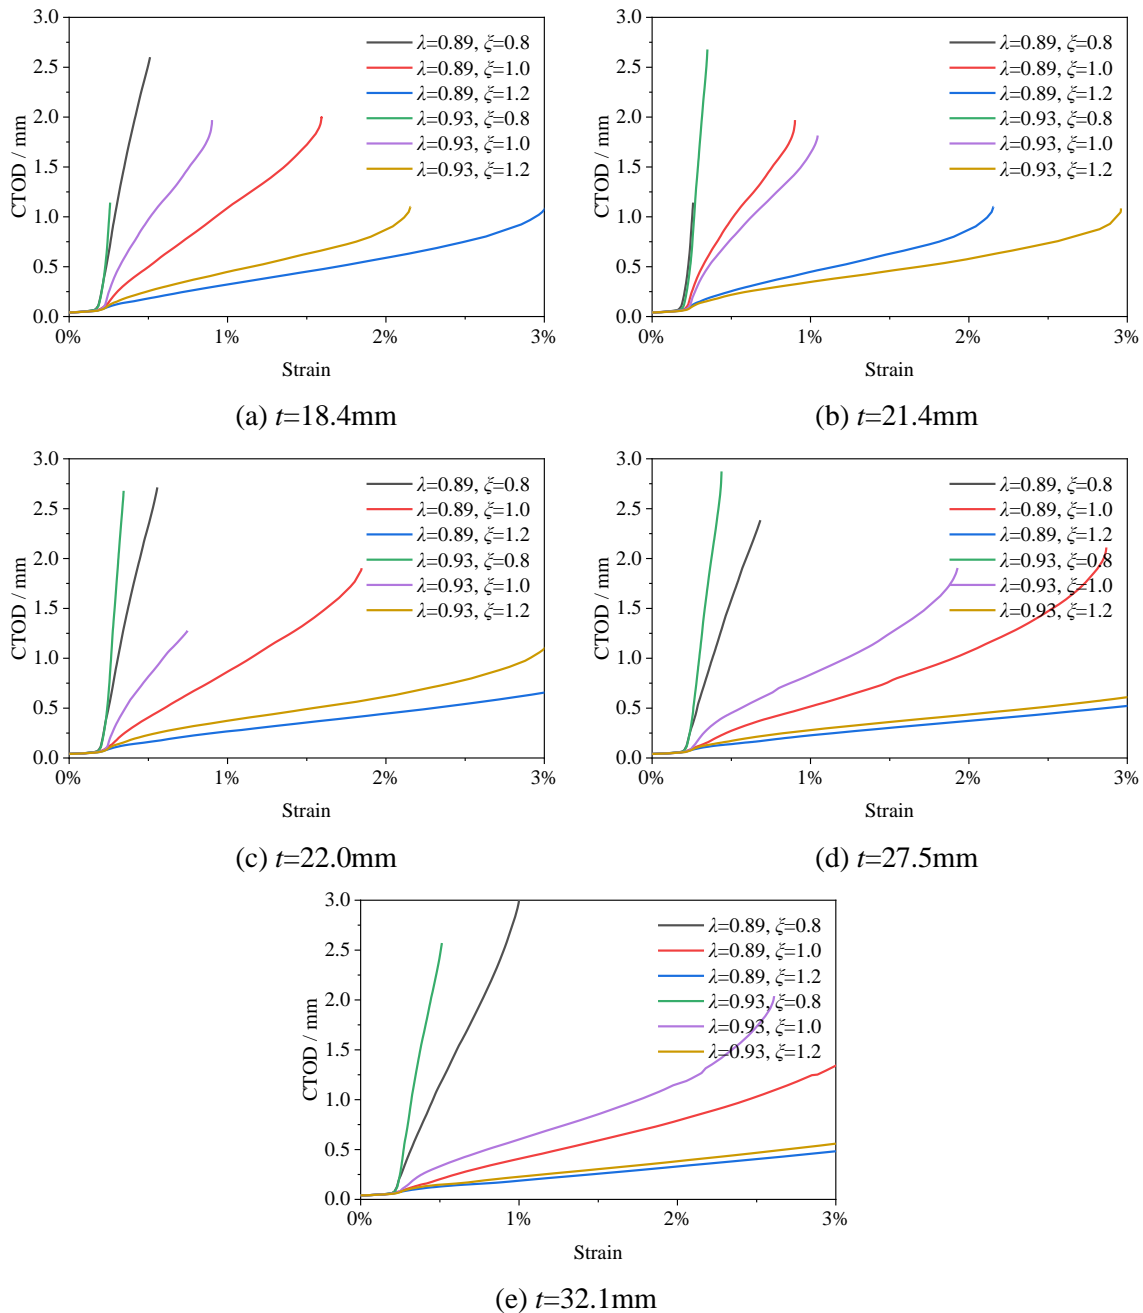 3.0
2.5
2.0
1.5
1.0
0.5
0.0
CTOD / mm
λ=0.89, ξ=0.8
λ=0.89, ξ=1.0
λ=0.89, ξ=1.2
λ=0.93, ξ=0.8
λ=0.93, ξ=1.0
λ=0.93, ξ=1.2
0% 1% 2% 3%
Strain
(a) t=18.4mm
3.0
2.5
2.0
1.5
1.0
0.5
0.0
CTOD / mm
λ=0.89, ξ=0.8
λ=0.89, ξ=1.0
λ=0.89, ξ=1.2
λ=0.93, ξ=0.8
λ=0.93, ξ=1.0
λ=0.93, ξ=1.2
0% 1% 2% 3%
Strain
(b) t=21.4mm
3.0
2.5
2.0
1.5
1.0
0.5
0.0
CTOD / mm
λ=0.89, ξ=0.8
λ=0.89, ξ=1.0
λ=0.89, ξ=1.2
λ=0.93, ξ=0.8
λ=0.93, ξ=1.0
λ=0.93, ξ=1.2
0% 1% 2% 3%
Strain
(c) t=22.0mm
3.0
2.5
2.0
1.5
1.0
0.5
0.0
CTOD / mm
λ=0.89, ξ=0.8
λ=0.89, ξ=1.0
λ=0.89, ξ=1.2
λ=0.93, ξ=0.8
λ=0.93, ξ=1.0
λ=0.93, ξ=1.2
0% 1% 2% 3%
Strain
(d) t=27.5mm
3.0
2.5
2.0
1.5
1.0
0.5
0.0
CTOD / mm
λ=0.89, ξ=0.8
λ=0.89, ξ=1.0
λ=0.89, ξ=1.2
λ=0.93, ξ=0.8
λ=0.93, ξ=1.0
λ=0.93, ξ=1.2
0% 1% 2% 3%
Strain
(e) t=32.1mm